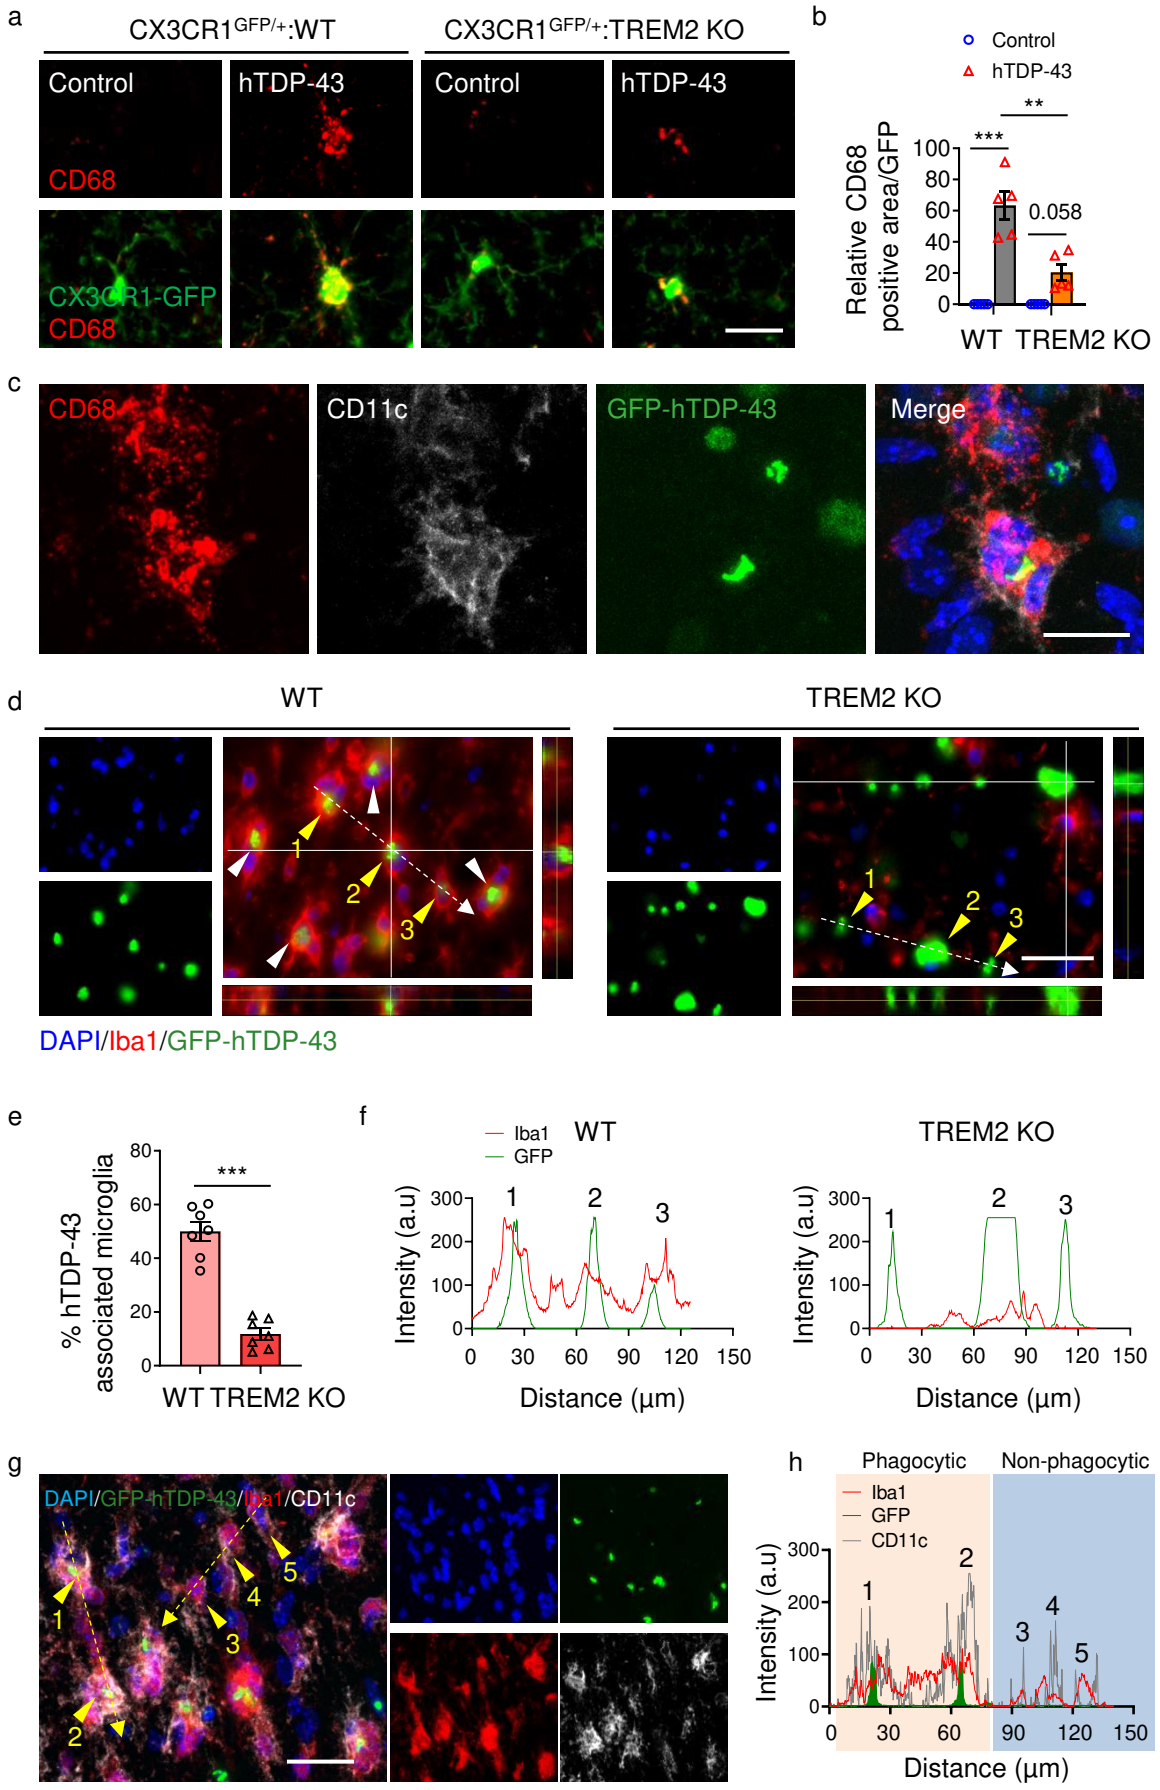 a
CX3CR1GFP/+:WT
CX3CR1GFP/+:TREM2 KO
Control
hTDP-43
Control
hTDP-43
CD68
CX3CR1-GFP
CD68
b
Control
hTDP-43
**
***
0.058
Relative CD68
positive area/GFP
100
80
60
40
20
0
WT
TREM2 KO
c
CD68
CD11c
GFP-hTDP-43
Merge
d
WT
TREM2 KO
1
2
3
1
2
3
DAPI/Iba1/GFP-hTDP-43
e
% hTDP-43
associated microglia
80
60
40
20
0
***
WT
TREM2 KO
f
Iba1
GFP
WT
Intensity (a.u)
300
200
100
0
1
2
3
0
30
60
90
120
150
Distance (μm)
TREM2 KO
Intensity (a.u)
300
200
100
0
1
2
3
0
30
60
90
120
150
Distance (μm)
g
DAPI/GFP-hTDP-43/Iba1/CD11c
1
2
3
4
5
h
Phagocytic
Non-phagocytic
Iba1
GFP
CD11c
Intensity (a.u)
300
200
100
0
1
2
3
4
5
0
30
60
90
120
150
Distance (μm)